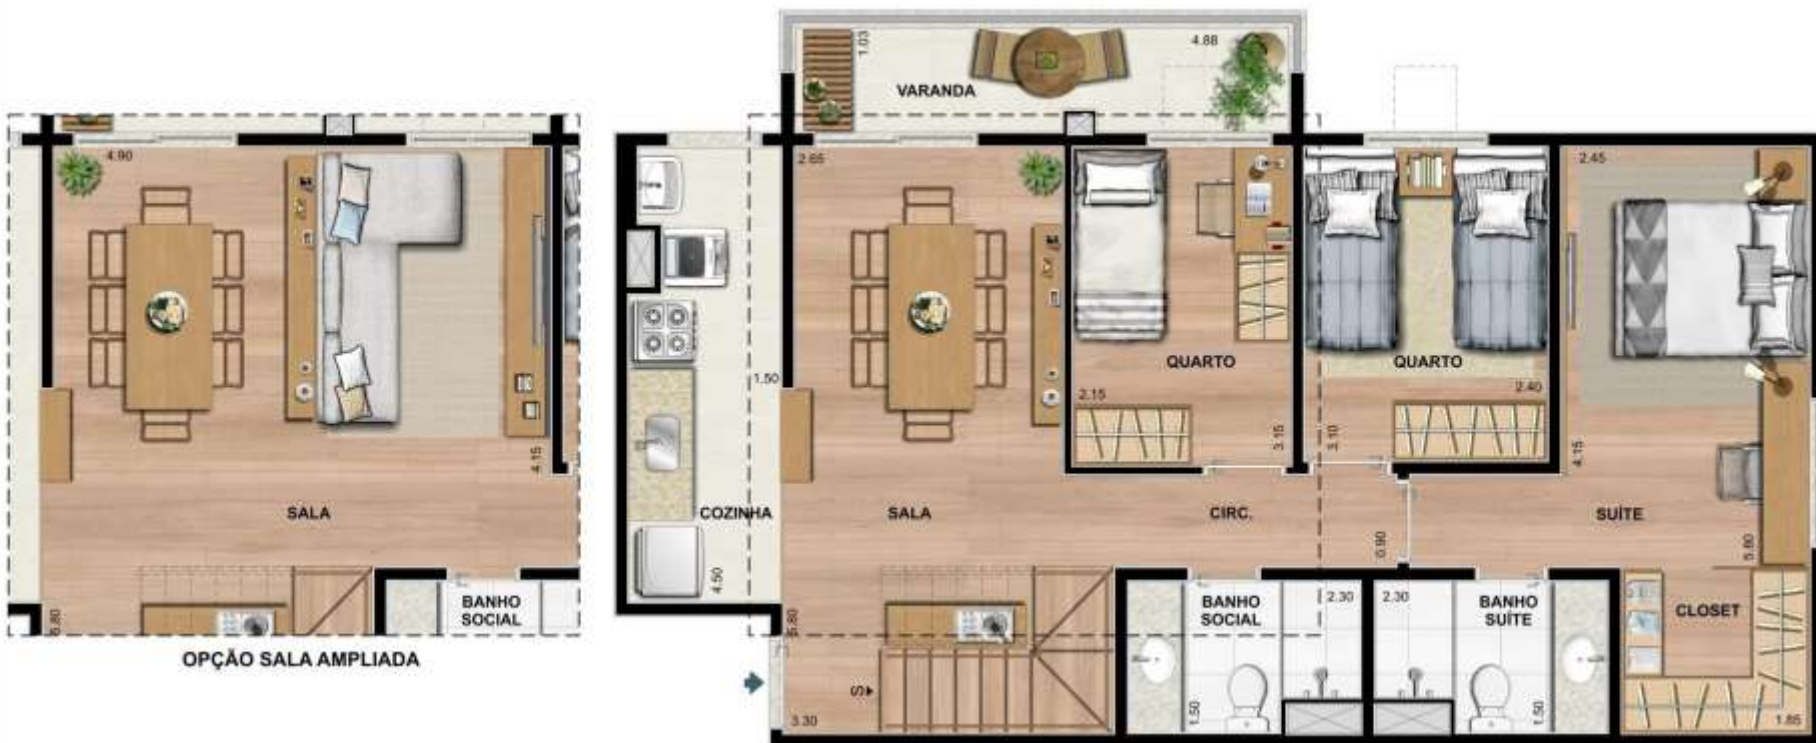 4.90
SALA
4.15
5.80
BANHO
SOCIAL
OPÇÃO SALA AMPLIADA
1.03
4.88
VARANDA
2.65
2.45
1.50
QUARTO
QUARTO
2.15
2.40
3.15
3.10
4.15
COZINHA
SALA
CIRC.
SUÍTE
0.90
5.80
4.50
5.80
BANHO
SOCIAL
2.30
2.30
BANHO
SUÍTE
CLOSET
S
3.30
1.50
1.50
1.85